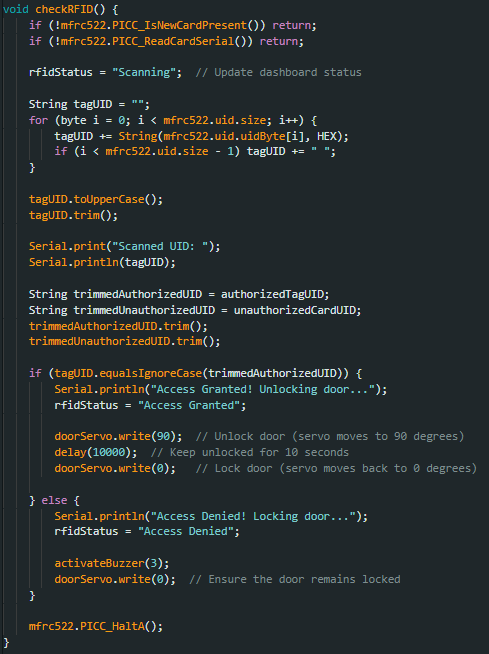 void checkRFID() {
    if (!mfrc522.PICC_IsNewCardPresent()) return;
    if (!mfrc522.PICC_ReadCardSerial()) return;

    rfidStatus = "Scanning";  // Update dashboard status

    String tagUID = "";
    for (byte i = 0; i < mfrc522.uid.size; i++) {
        tagUID += String(mfrc522.uid.uidByte[i], HEX);
        if (i < mfrc522.uid.size - 1) tagUID += " ";
    }

    tagUID.toUpperCase();
    tagUID.trim();

    Serial.print("Scanned UID: ");
    Serial.println(tagUID);

    String trimmedAuthorizedUID = authorizedTagUID;
    String trimmedUnauthorizedUID = unauthorizedCardUID;
    trimmedAuthorizedUID.trim();
    trimmedUnauthorizedUID.trim();

    if (tagUID.equalsIgnoreCase(trimmedAuthorizedUID)) {
        Serial.println("Access Granted! Unlocking door...");
        rfidStatus = "Access Granted";

        doorServo.write(90);  // Unlock door (servo moves to 90 degrees)
        delay(10000);  // Keep unlocked for 10 seconds
        doorServo.write(0);   // Lock door (servo moves back to 0 degrees)

    } else {
        Serial.println("Access Denied! Locking door...");
        rfidStatus = "Access Denied";

        activateBuzzer(3);
        doorServo.write(0);  // Ensure the door remains locked
    }

    mfrc522.PICC_HaltA();
}